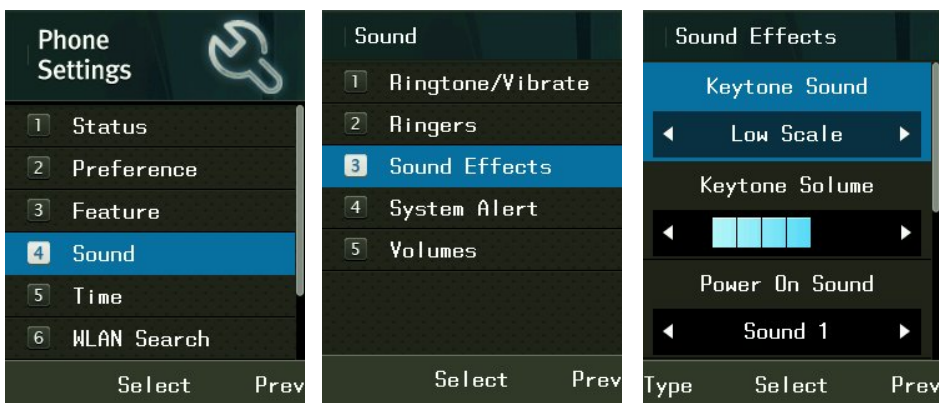 Phone
Settings
1 Status
2 Preference
3 Feature
4 Sound
5 Time
6 WLAN Search
Select Prev
Sound
1 Ringtone/Vibrate
2 Ringers
3 Sound Effects
4 System Alert
5 Volumes
Select Prev
Sound Effects
Keytone Sound
Low Scale
Keytone Solume
Power On Sound
Sound 1
Type Select Prev